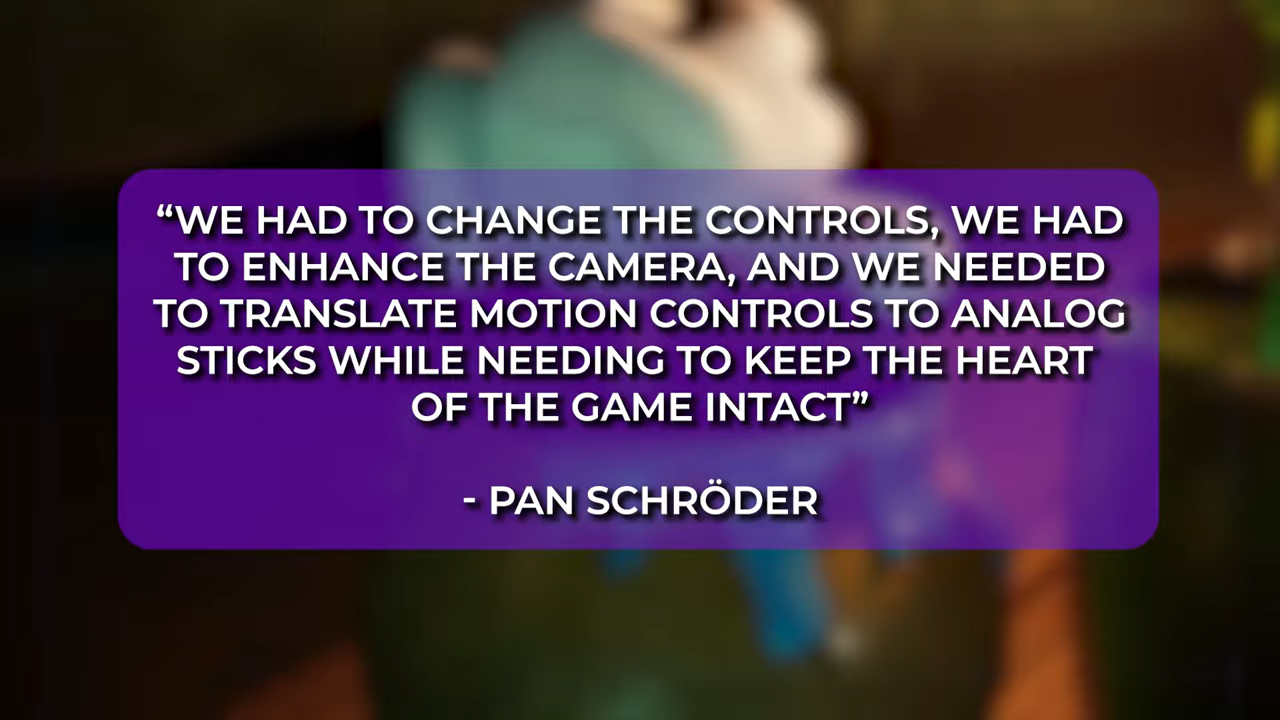 “WE HAD TO CHANGE THE CONTROLS, WE HAD
TO ENHANCE THE CAMERA, AND WE NEEDED
TO TRANSLATE MOTION CONTROLS TO ANALOG
STICKS WHILE NEEDING TO KEEP THE HEART
OF THE GAME INTACT”
- PAN SCHRÖDER